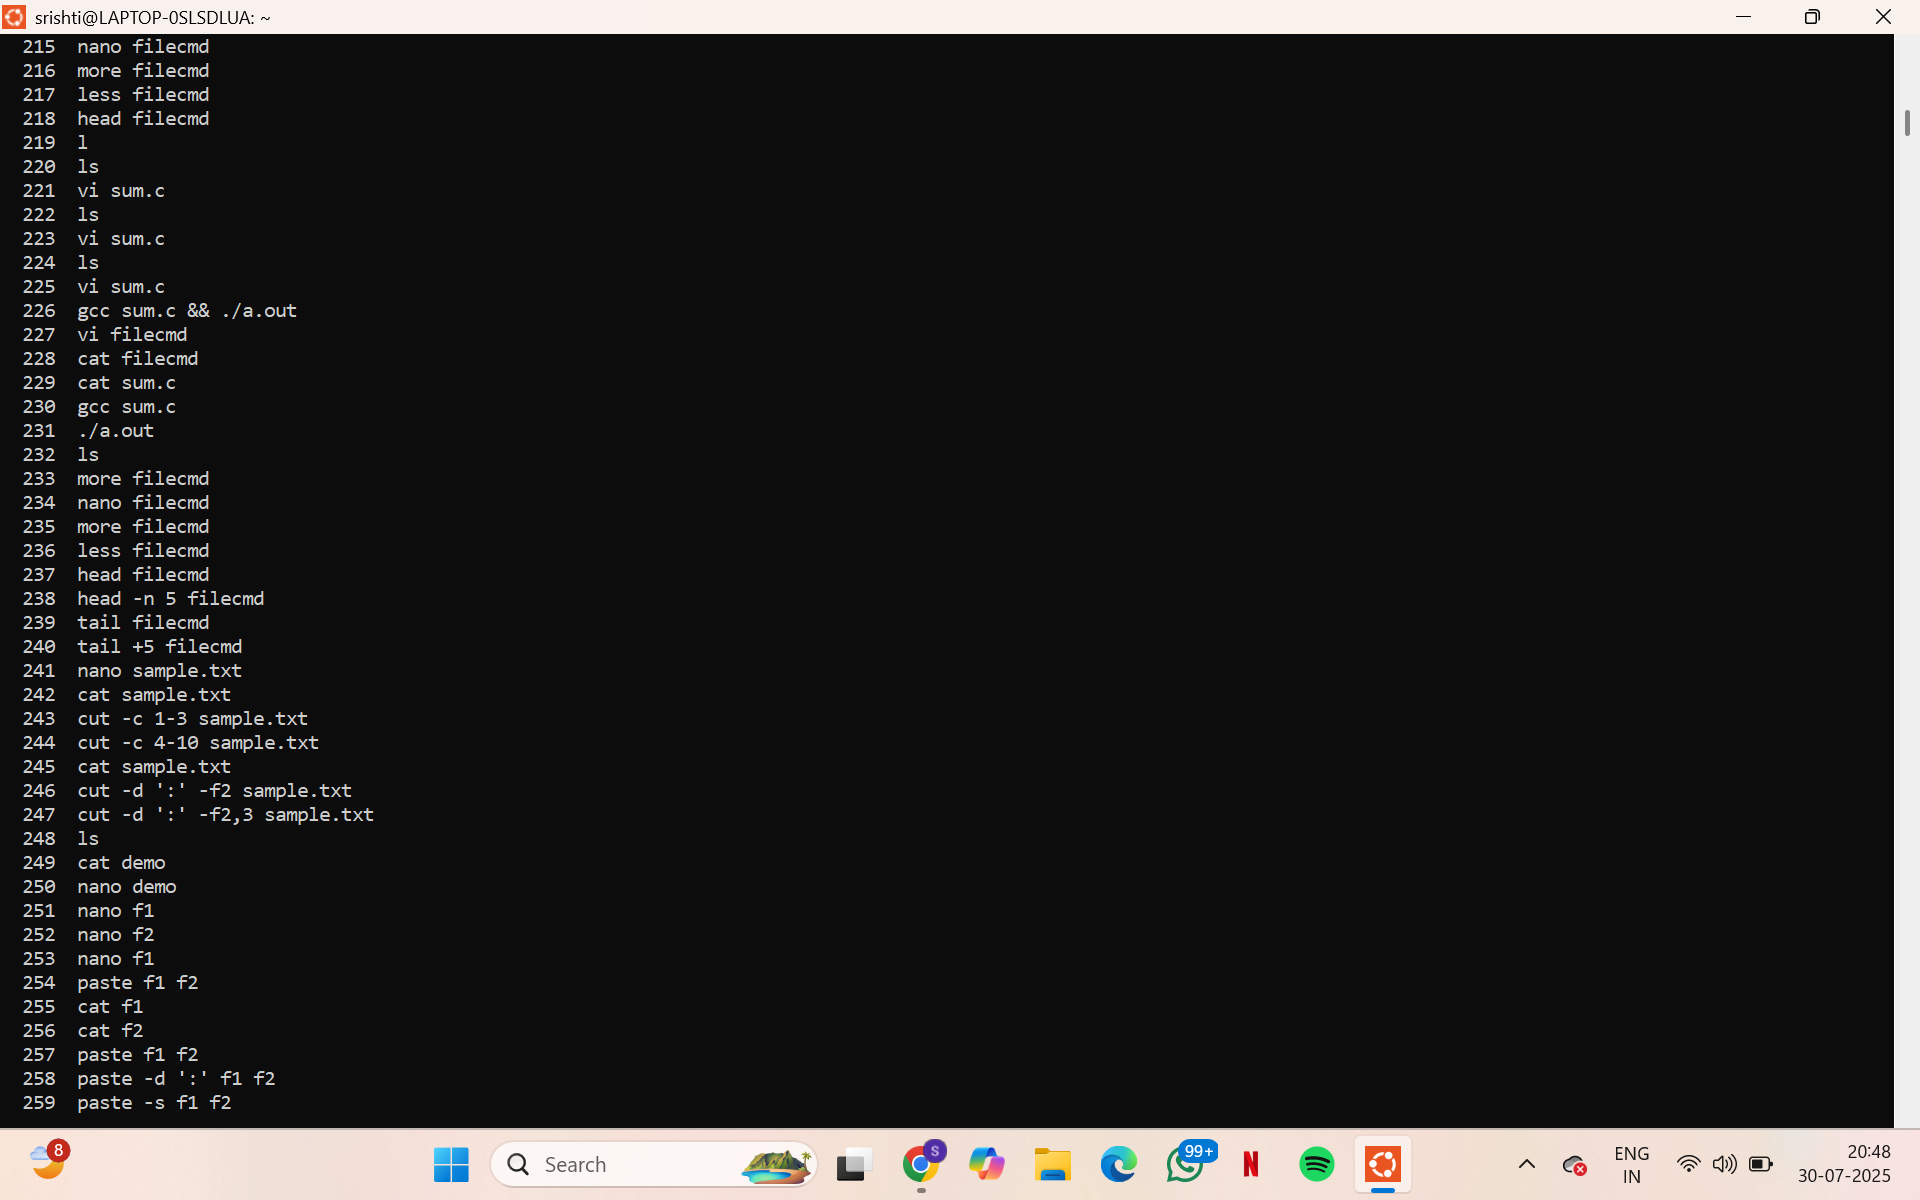 srishti@LAPTOP-0SLSDLUA: ~
215 nano filecmd
216 more filecmd
217 less filecmd
218 head filecmd
219 l
220 ls
221 vi sum.c
222 ls
223 vi sum.c
224 ls
225 vi sum.c
226 gcc sum.c && ./a.out
227 vi filecmd
228 cat filecmd
229 cat sum.c
230 gcc sum.c
231 ./a.out
232 ls
233 more filecmd
234 nano filecmd
235 more filecmd
236 less filecmd
237 head filecmd
238 head -n 5 filecmd
239 tail filecmd
240 tail +5 filecmd
241 nano sample.txt
242 cat sample.txt
243 cut -c 1-3 sample.txt
244 cut -c 4-10 sample.txt
245 cat sample.txt
246 cut -d ':' -f2 sample.txt
247 cut -d ':' -f2,3 sample.txt
248 ls
249 cat demo
250 nano demo
251 nano f1
252 nano f2
253 nano f1
254 paste f1 f2
255 cat f1
256 cat f2
257 paste f1 f2
258 paste -d ':' f1 f2
259 paste -s f1 f2
8
Search
S
99+
N
ENG
IN
20:48
30-07-2025